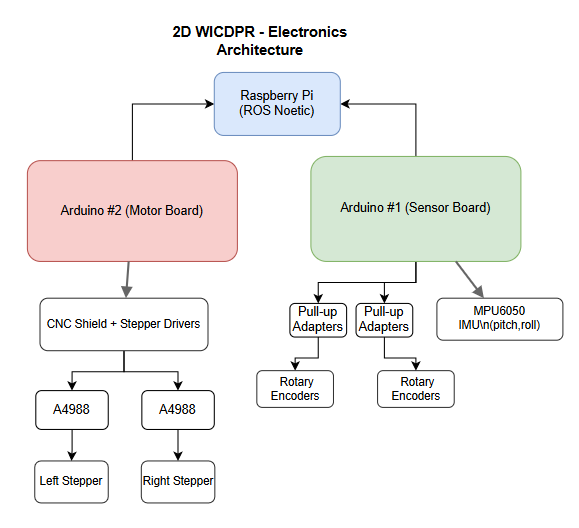 2D WICDPR - Electronics
Architecture
Raspberry Pi
(ROS Noetic)
Arduino #2 (Motor Board)
Arduino #1 (Sensor Board)
CNC Shield + Stepper Drivers
Pull-up
Adapters
Pull-up
Adapters
MPU6050
IMU\n(pitch,roll)
A4988
A4988
Rotary
Encoders
Rotary
Encoders
Left Stepper
Right Stepper